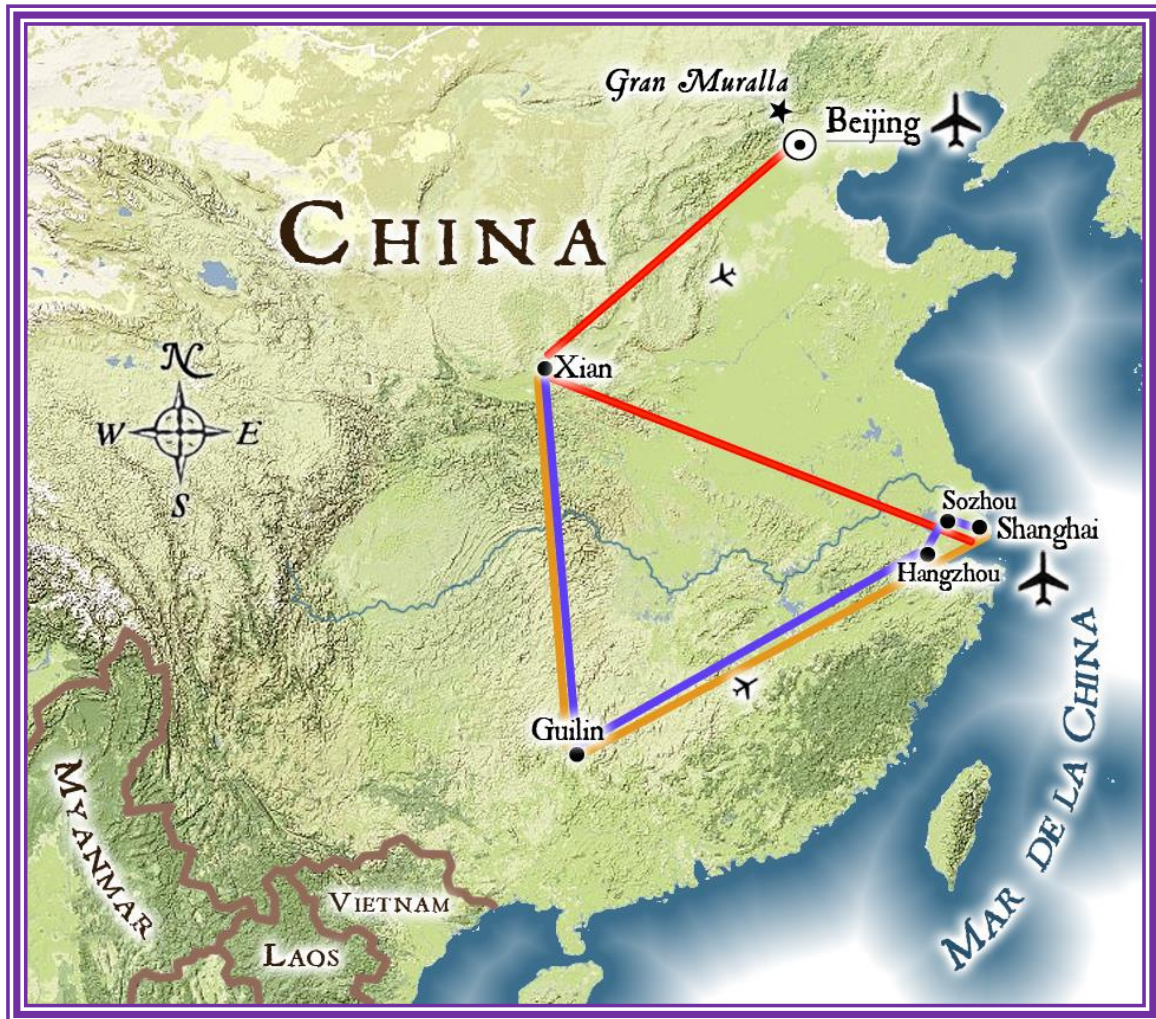 Gran Muralla
Beijing
CHINA
Xian
N
W E
S
Sozhou
Shanghai
Hangzhou
Guilin
MYANMAR
VIETNAM
LAOS
MAR DE LA CHINA